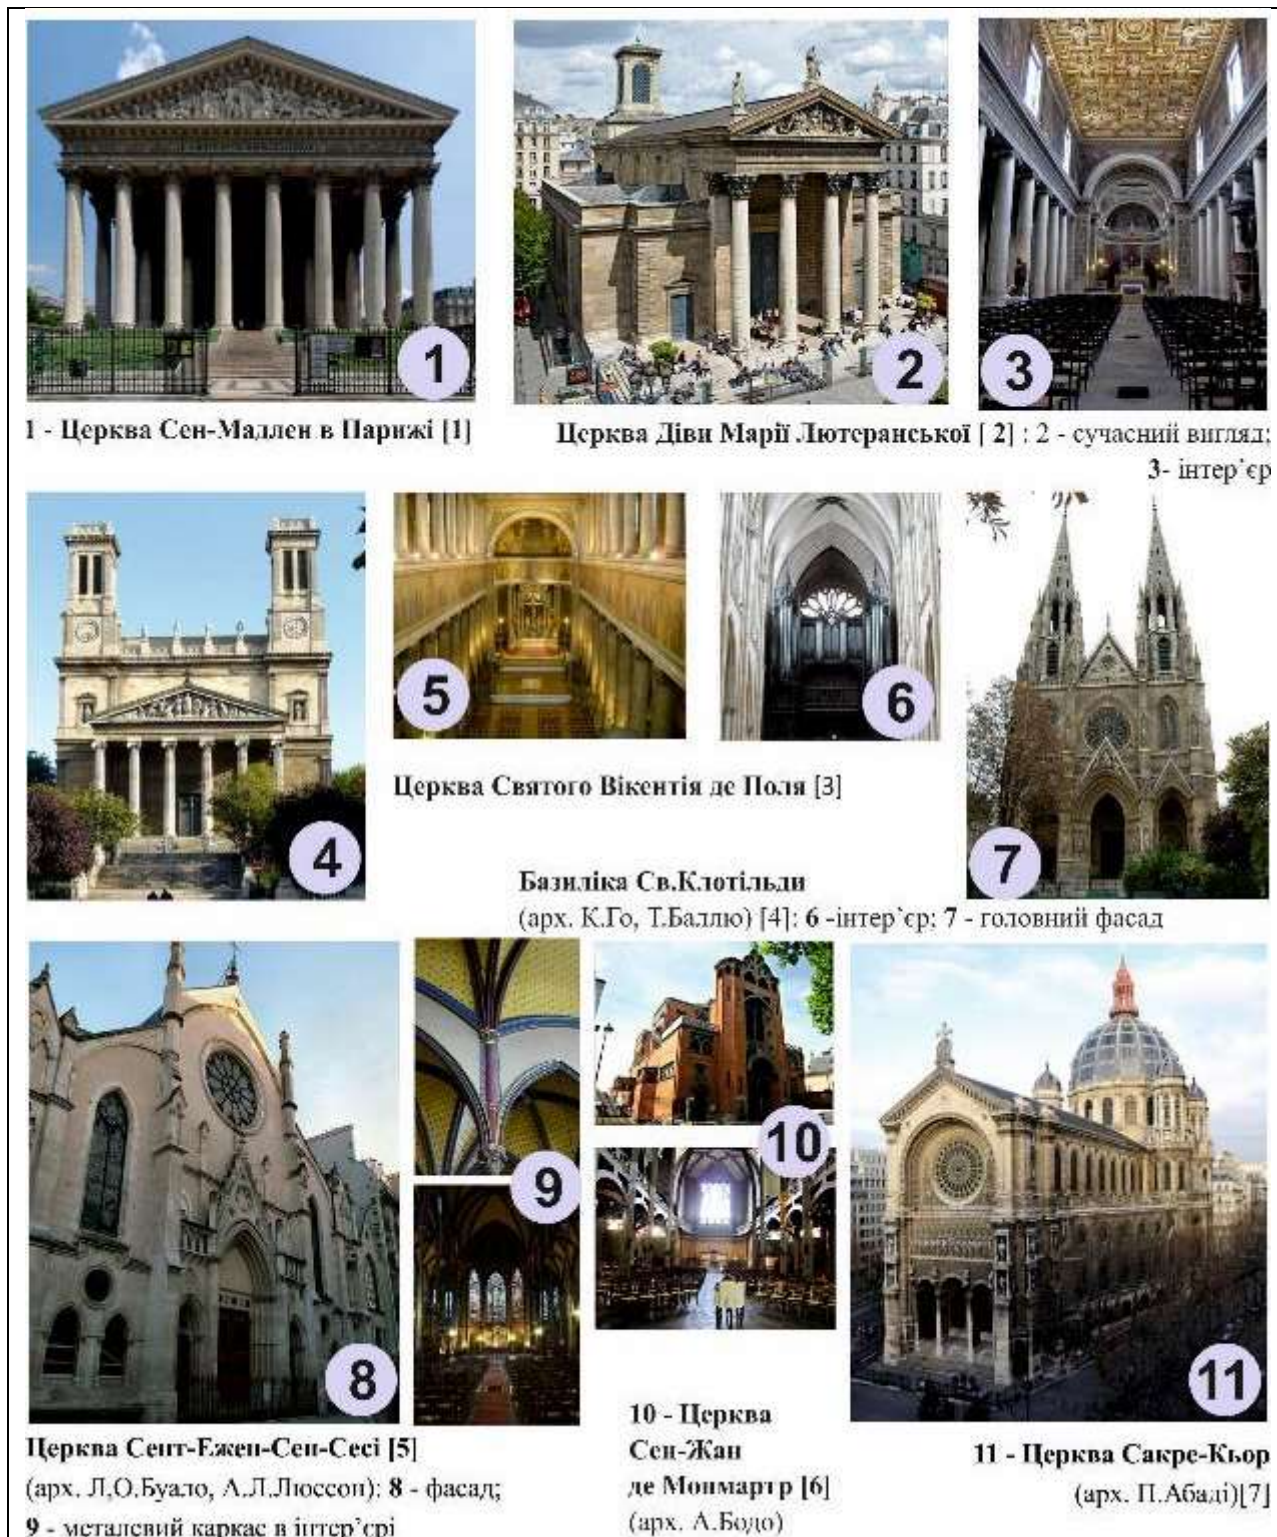 1
2
3
1 - Церква Сен-Мадлен в Парижі [1]
Церква Діви Марії Лютеранської [ 2] : 2 - сучасний вигляд;
3- інтер’єр
4
5
6
7
Церква Святого Вікентія де Поля [3]
Базиліка Св.Клотільди
(арх. К.Го, Т.Баллю) [4]: 6 -інтер’єр; 7 - головний фасад
8
9
10
11
Церква Сент-Ежен-Сен-Сесі [5]
(арх. Л,О.Буало, А.Л.Люссон): 8 - фасад;
9 - металевий каркас в інтер’єрі
10 - Церква
Сен-Жан
де Монмартр [6]
(арх. А.Бодо)
11 - Церква Сакре-Кьор
(арх. П.Абаді)[7]